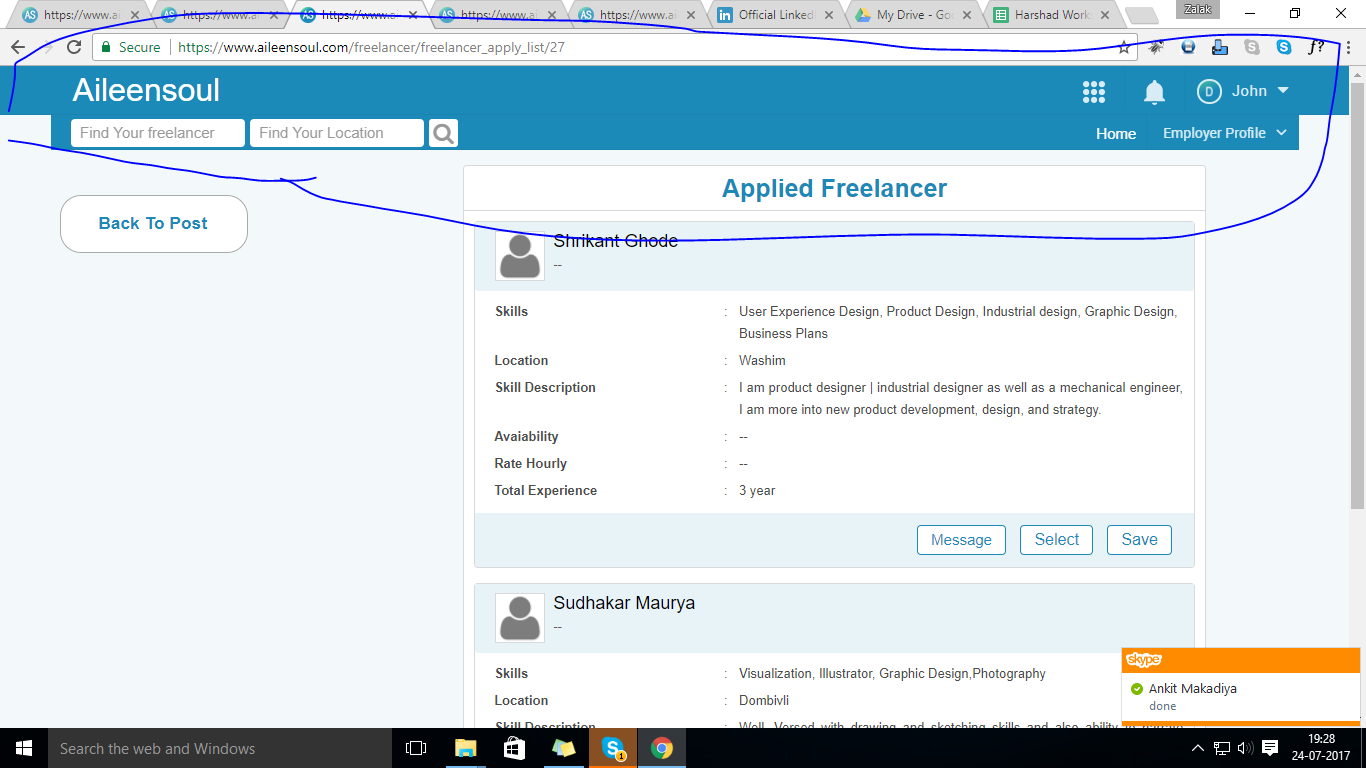 https://www.ai
https://www.ai
https://www.ai
https://www.ai
https://www.ai
Official Linked
My Drive - Goo
Harshad Work
Zalak
Secure
https://www.aileensoul.com/freelancer/freelancer_apply_list/27
f?
Aileensoul
D
John
Find Your freelancer
Find Your Location
Home
Employer Profile
Back To Post
Applied Freelancer
Shrikant Ghode
--
Skills : User Experience Design, Product Design, Industrial design, Graphic Design,
Business Plans
Location : Washim
Skill Description : I am product designer | industrial designer as well as a mechanical engineer,
I am more into new product development, design, and strategy.
Avaiability : --
Rate Hourly : --
Total Experience : 3 year
Message
Select
Save
Sudhakar Maurya
--
Skills : Visualization, Illustrator, Graphic Design,Photography
Location : Dombivli
Skill Description : Well Versed with drawing and sketching skills and also ability to
skype
Ankit Makadiya
done
Search the web and Windows
1
19:28
24-07-2017